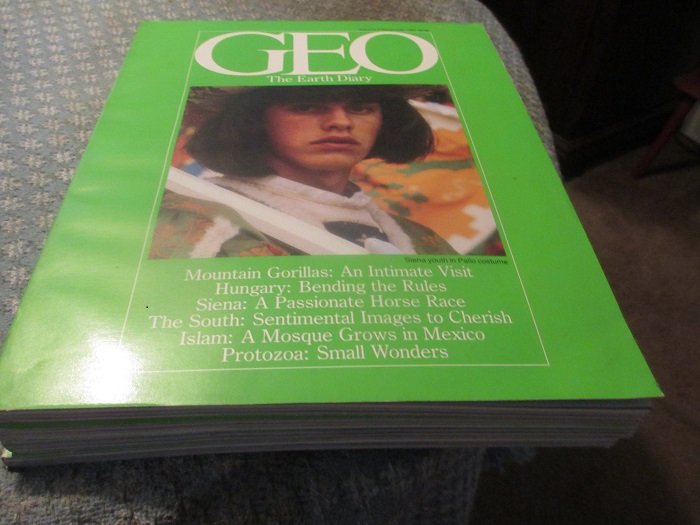 GEO
The Earth Diary
Siena youth in Palio costume
Mountain Gorillas: An Intimate Visit
Hungary: Bending the Rules
Siena: A Passionate Horse Race
The South: Sentimental Images to Cherish
Islam: A Mosque Grows in Mexico
Protozoa: Small Wonders